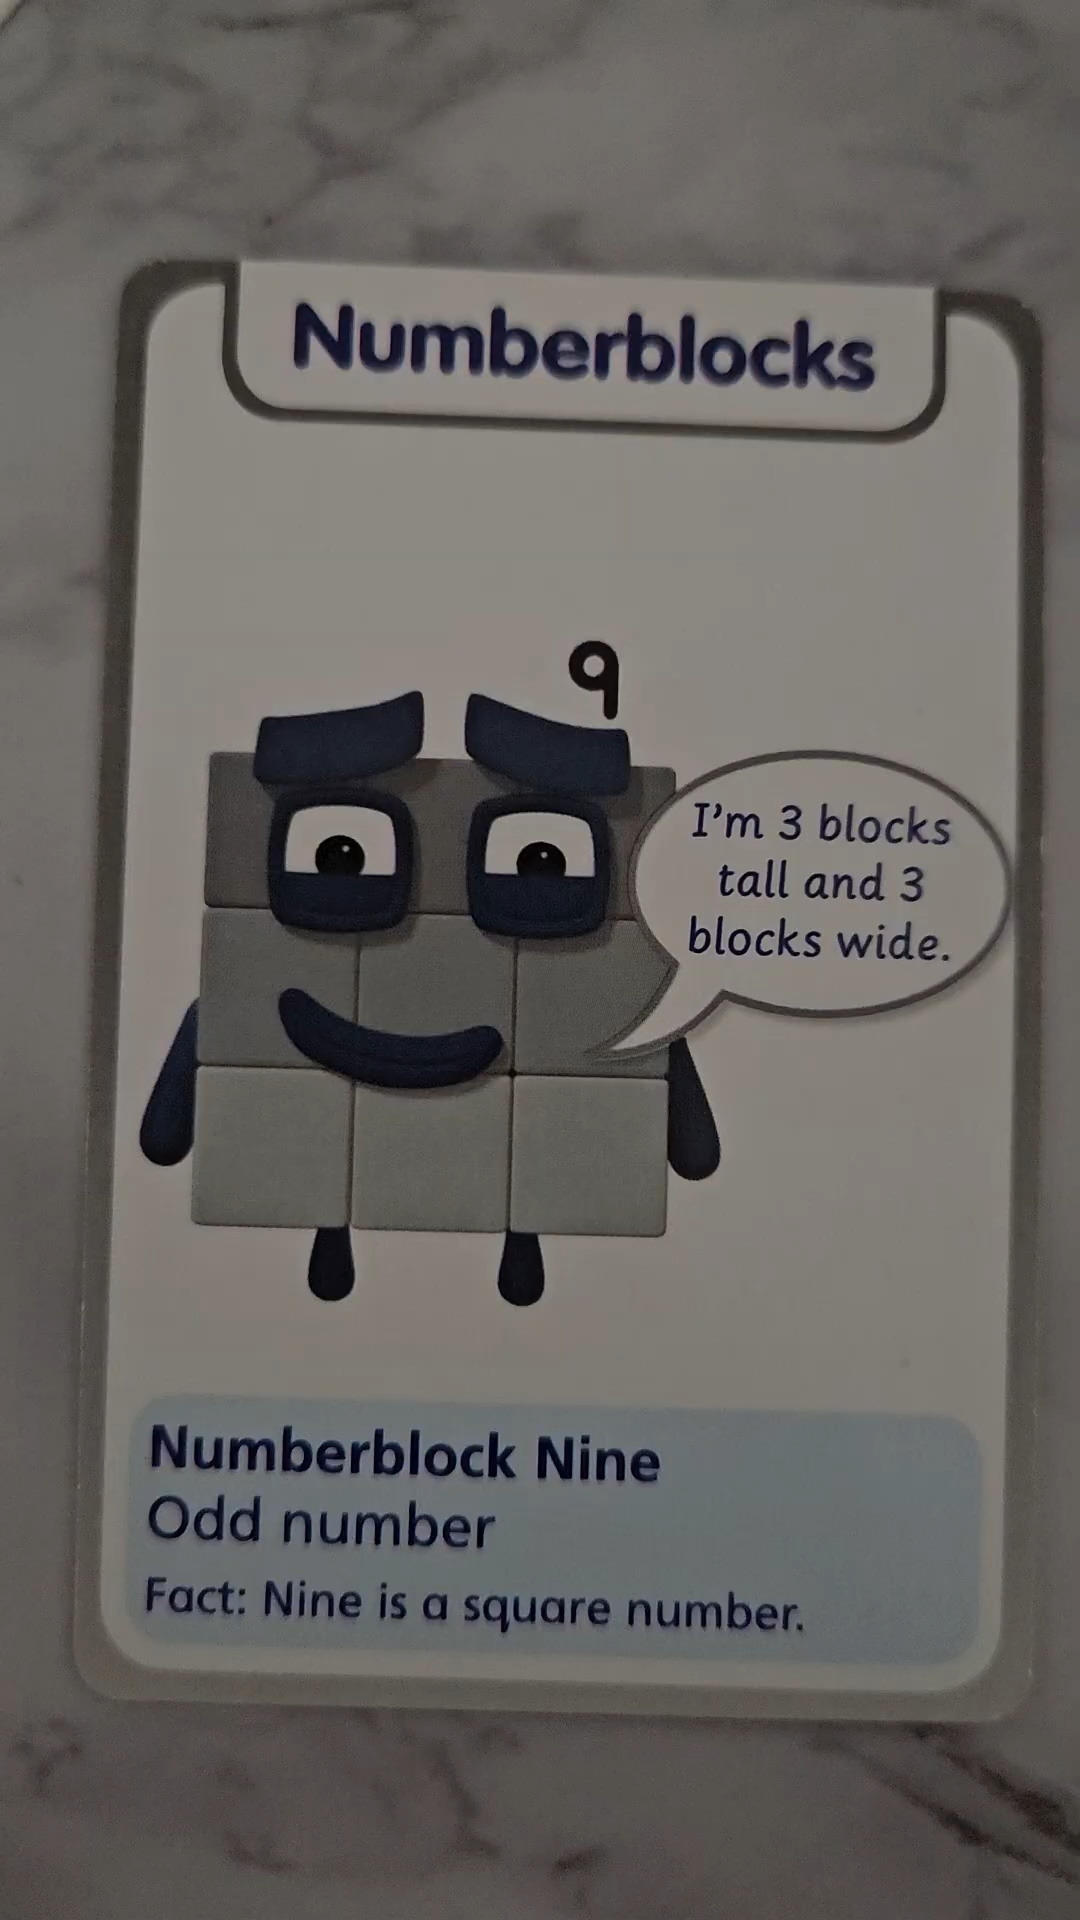 Numberblocks
9
I'm 3 blocks
tall and 3
blocks wide.
Numberblock Nine
Odd number
Fact: Nine is a square number.